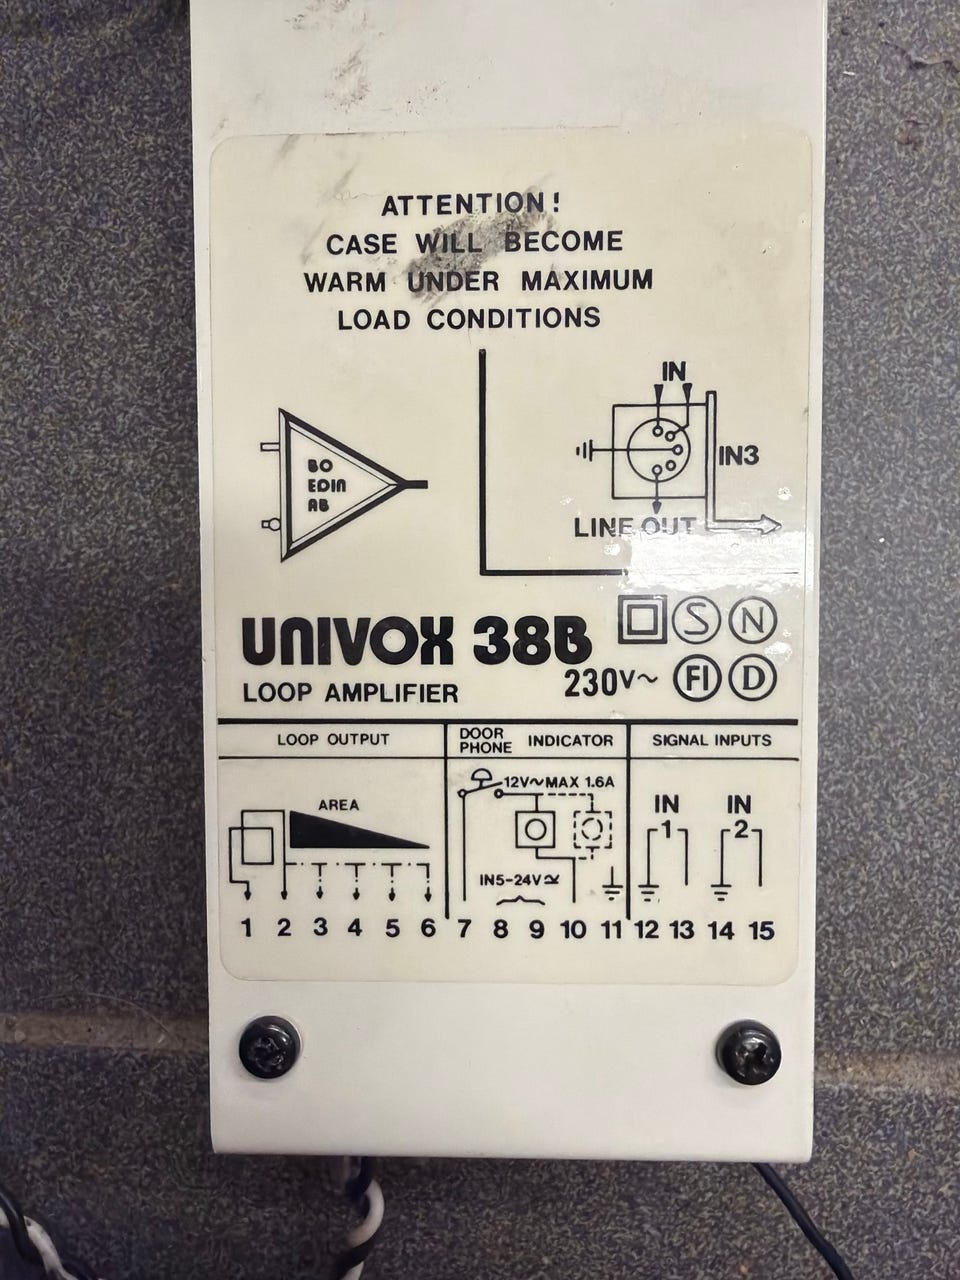 ATTENTION!
CASE WILL BECOME
WARM UNDER MAXIMUM
LOAD CONDITIONS
IN
IN3
LINE OUT
BO
EDIN
AB
UNIVOX 38B
LOOP AMPLIFIER
230V~
S N
FI D
LOOP OUTPUT
DOOR
PHONE INDICATOR
SIGNAL INPUTS
12V~MAX 1.6A
AREA
IN
1
IN
2
IN5-24V≂
1 2 3 4 5 6 7 8 9 10 11 12 13 14 15